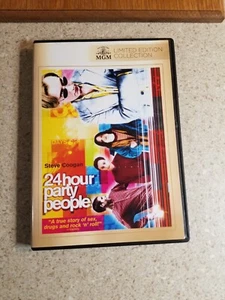 MGM
LIMITED EDITION
COLLECTION
Steve Coogan
24 hour
party
people
"A true story of sex,
drugs and rock 'n' roll!"